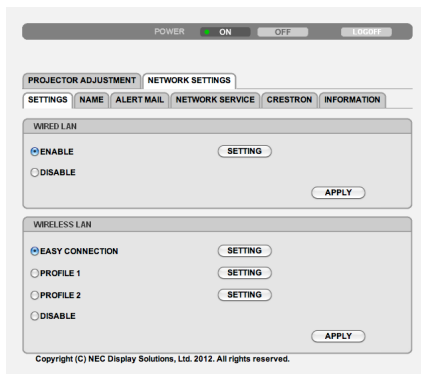 POWER ON OFF LOGOFF
PROJECTOR ADJUSTMENT NETWORK SETTINGS
SETTINGS NAME ALERT MAIL NETWORK SERVICE CRESTRON INFORMATION
WIRED LAN
ENABLE SETTING
DISABLE
APPLY
WIRELESS LAN
EASY CONNECTION SETTING
PROFILE 1 SETTING
PROFILE 2 SETTING
DISABLE
APPLY
Copyright (C) NEC Display Solutions, Ltd. 2012. All rights reserved.